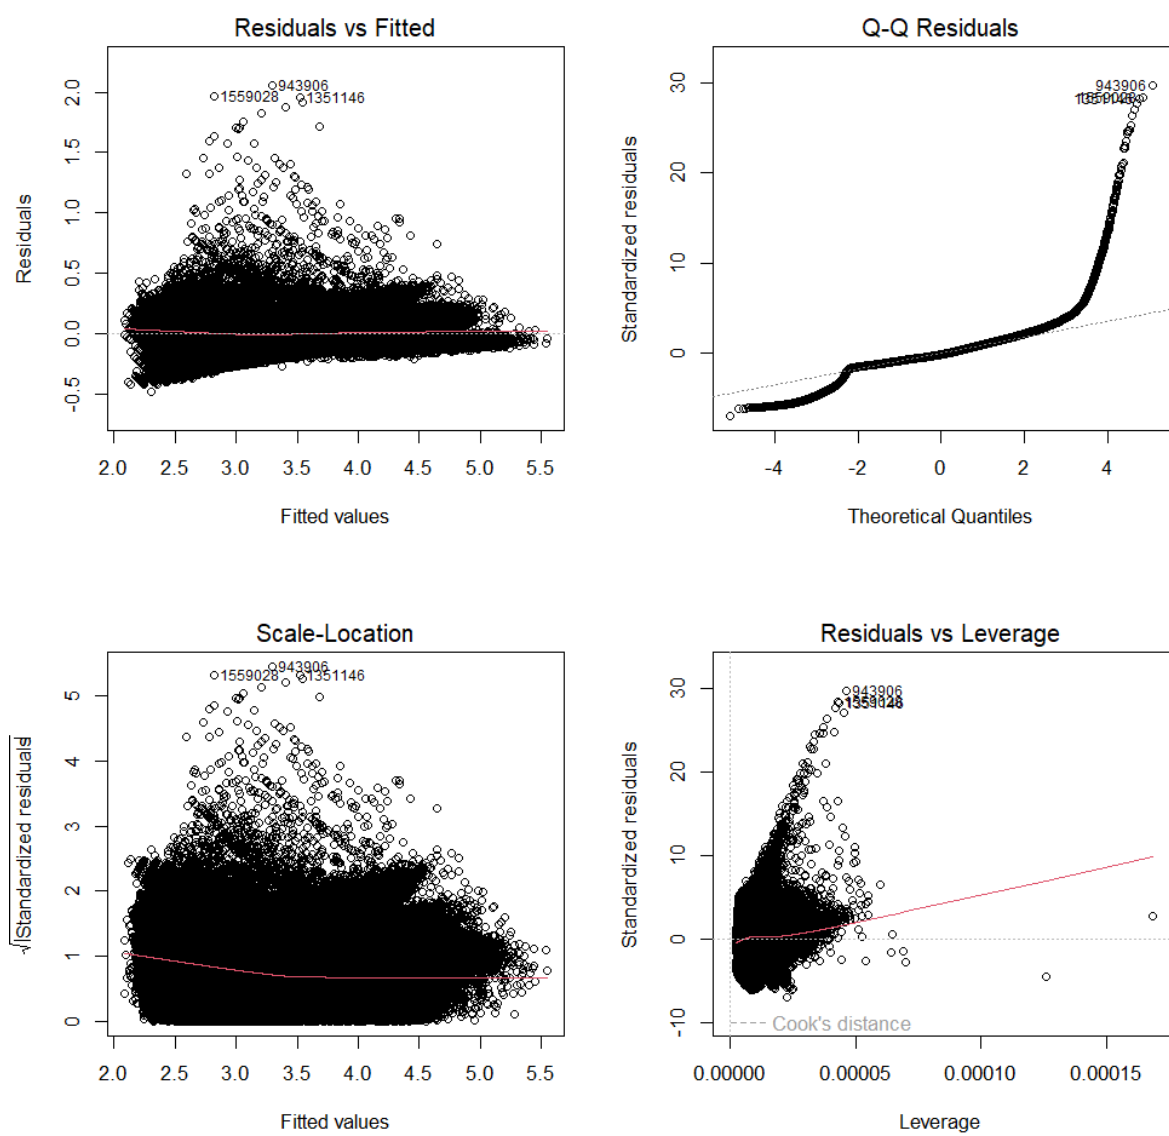 Residuals vs Fitted
Residuals
2.0
1.5
1.0
0.5
0.0
-0.5
943906
1559028
1351146
2.0 2.5 3.0 3.5 4.0 4.5 5.0 5.5
Fitted values
Q-Q Residuals
Standardized residuals
30
20
10
0
943906
1559028
1351146
-4 -2 0 2 4
Theoretical Quantiles
Scale-Location
√|Standardized residuals|
5
4
3
2
1
0
943906
1559028
1351146
2.0 2.5 3.0 3.5 4.0 4.5 5.0 5.5
Fitted values
Residuals vs Leverage
Standardized residuals
30
20
10
0
-10
943906
1559028
1351146
Cook's distance
0.00000 0.00005 0.00010 0.00015
Leverage